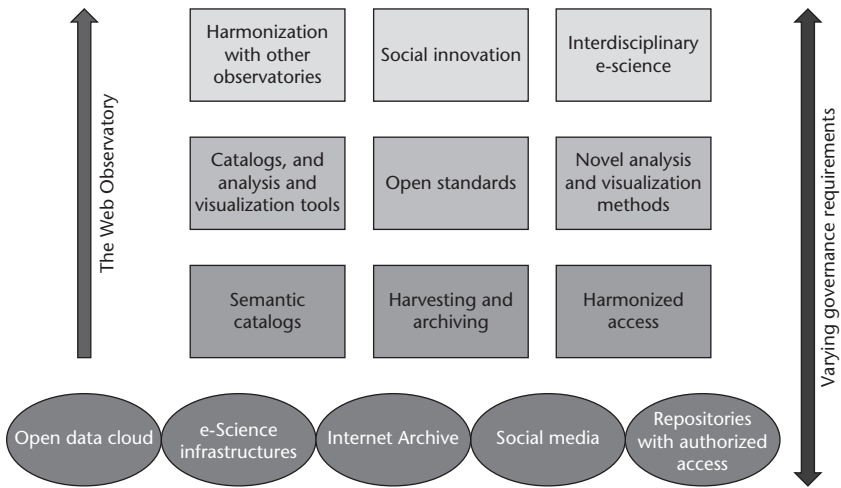 Harmonization
with other
observatories
Social innovation
Interdisciplinary
e-science
The Web Observatory
Catalogs, and
analysis and
visualization tools
Open standards
Novel analysis
and visualization
methods
Varying governance requirements
Semantic
catalogs
Harvesting and
archiving
Harmonized
access
Open data cloud
e-Science
infrastructures
Internet Archive
Social media
Repositories
with authorized
access